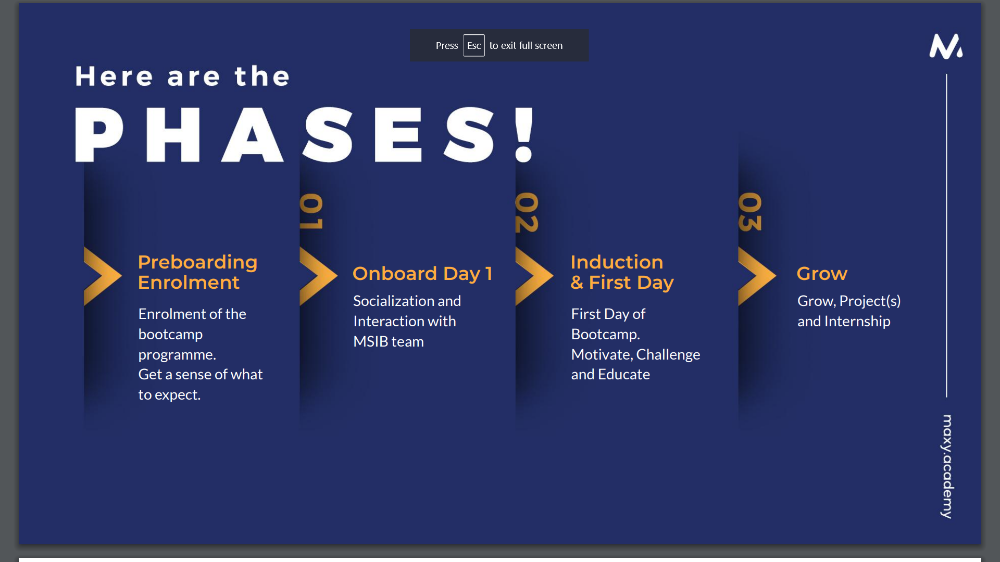 Press Esc to exit full screen
Here are the
PHASES!
Preboarding
Enrolment
Enrolment of the
bootcamp
programme.
Get a sense of what
to expect.
01
Onboard Day 1
Socialization and
Interaction with
MSIB team
02
Induction
& First Day
First Day of
Bootcamp.
Motivate, Challenge
and Educate
03
Grow
Grow, Project(s)
and Internship
maxy.academy